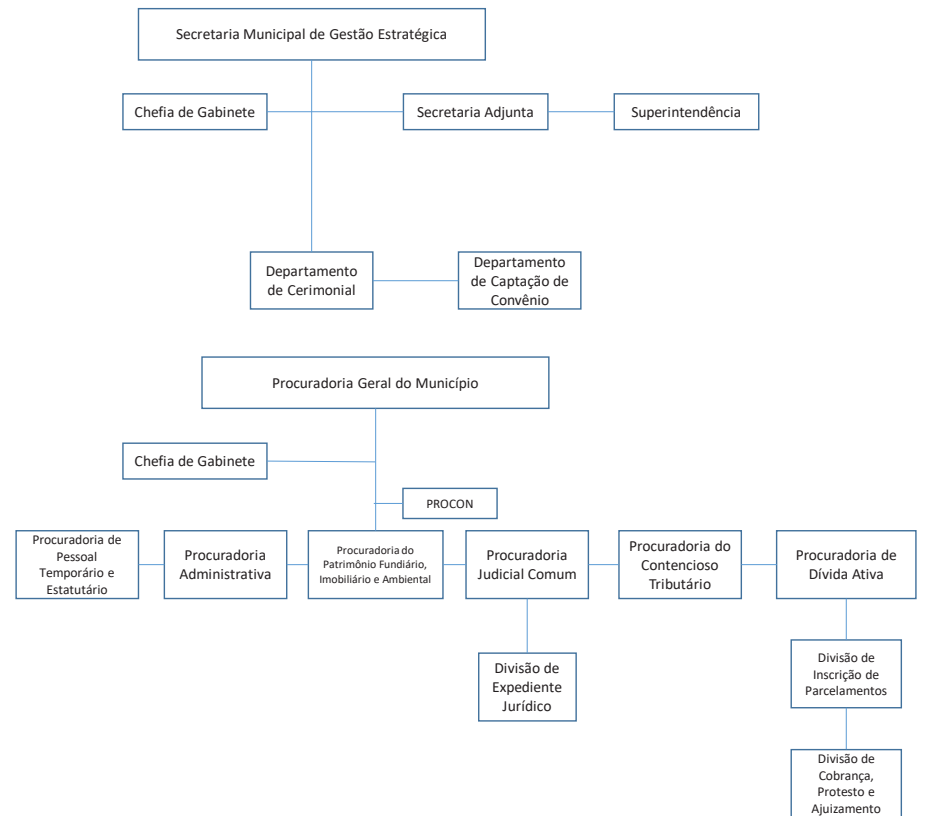 Secretaria Municipal de Gestão Estratégica
Chefia de Gabinete
Secretaria Adjunta
Superintendência
Departamento
de Cerimonial
Departamento
de Captação de
Convênio
Procuradoria Geral do Município
Chefia de Gabinete
PROCON
Procuradoria de
Pessoal
Temporário e
Estatutário
Procuradoria
Administrativa
Procuradoria do
Patrimônio Fundiário,
Imobiliário e Ambiental
Procuradoria
Judicial Comum
Procuradoria do
Contencioso
Tributário
Procuradoria de
Dívida Ativa
Divisão de
Expediente
Jurídico
Divisão de
Inscrição de
Parcelamentos
Divisão de
Cobrança,
Protesto e
Ajuizamento